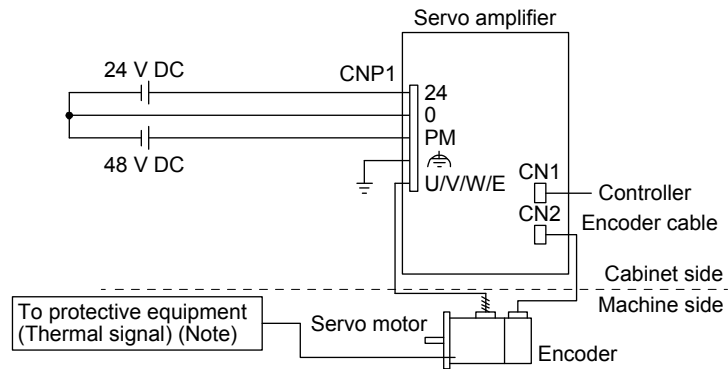 Servo amplifier
24 V DC
CNP1
24
0
PM
48 V DC
U/V/W/E
CN1
Controller
CN2
Encoder cable
Cabinet side
Machine side
To protective equipment
(Thermal signal) (Note)
Servo motor
Encoder